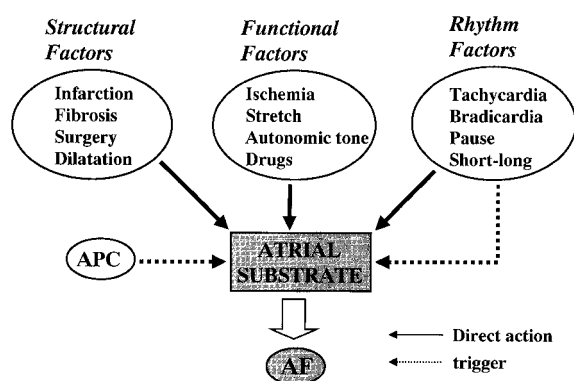 Structural
Factors
Functional
Factors
Rhythm
Factors
Infarction
Fibrosis
Surgery
Dilatation
Ischemia
Stretch
Autonomic tone
Drugs
Tachycardia
Bradicardia
Pause
Short-long
APC
ATRIAL
SUBSTRATE
AF
Direct action
trigger